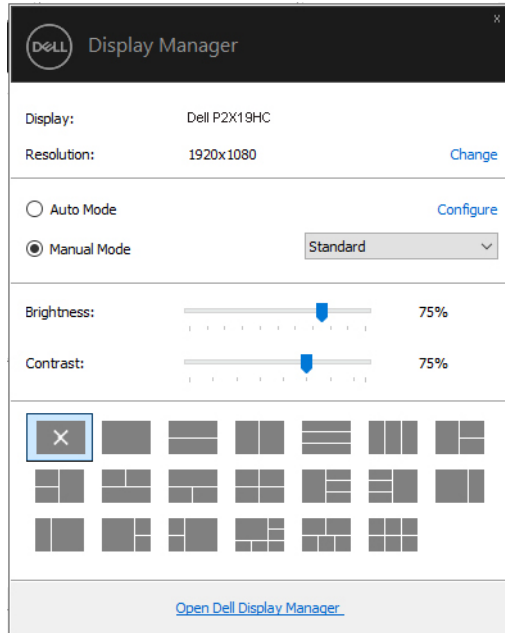 x
DELL Display Manager
Display: Dell P2X19HC
Resolution: 1920x1080 Change
Auto Mode Configure
Manual Mode Standard
Brightness: 75%
Contrast: 75%
Open Dell Display Manager